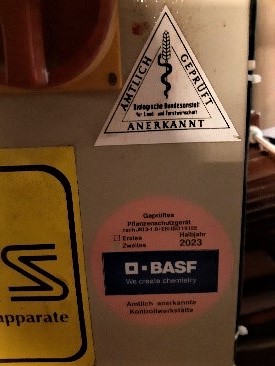 AMTLICH GEPRÜFT
Biologische Bundesanstalt
für Land- und Forstwirtschaft
ANERKANNT
Geprüftes
Pflanzenschutzgerät
Erstes
Halbjahr
Zweites
2023
BASF
We create chemistry
Amtlich anerkannte
Kontrollwerkstätte
apparate